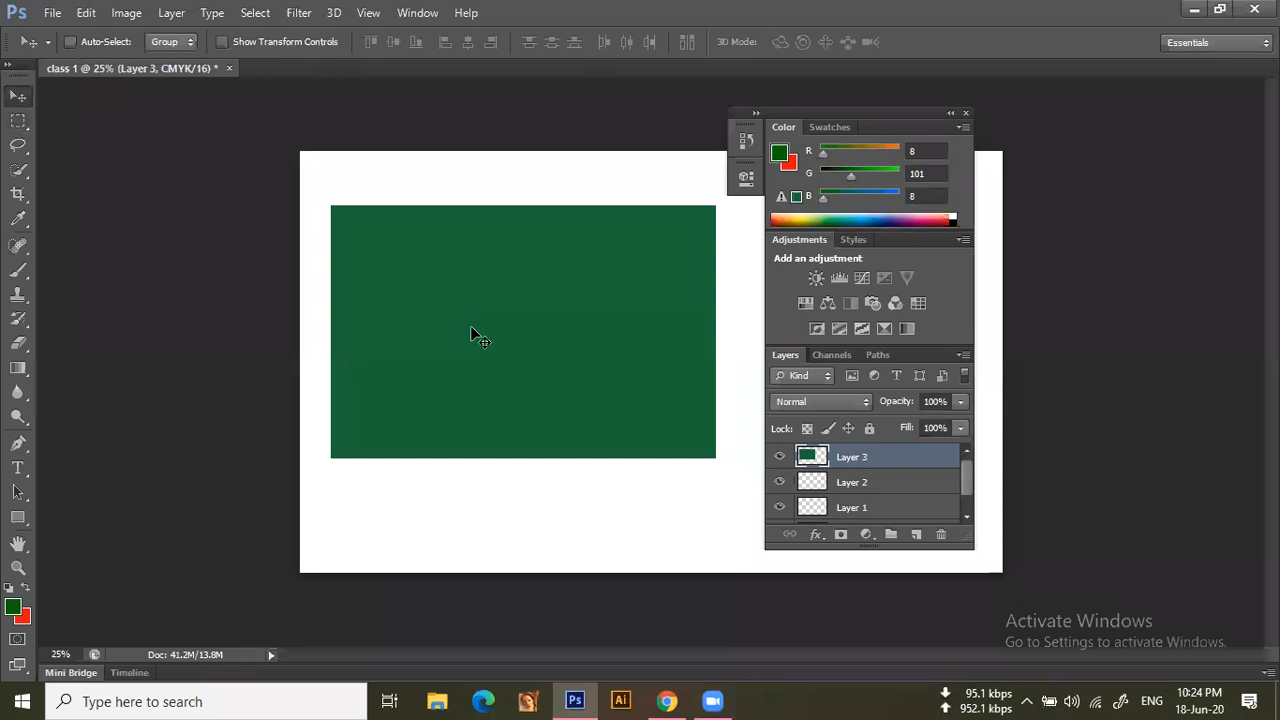 Ps File Edit Image Layer Type Select Filter 3D View Window Help
Auto-Select: Group Show Transform Controls 3D Mode: Essentials
class 1 @ 25% (Layer 3, CMYK/16) * ×
Color Swatches
R 8
G 101
B 8
Adjustments Styles
Add an adjustment
Layers Channels Paths
Kind
Normal Opacity: 100%
Lock: Fill: 100%
Layer 3
Layer 2
Layer 1
Activate Windows
Go to Settings to activate Windows.
25% Doc: 41.2M/13.8M
Mini Bridge Timeline
Type here to search Ps Ai 95.1 kbps 952.1 kbps ENG 10:24 PM 18-Jun-20